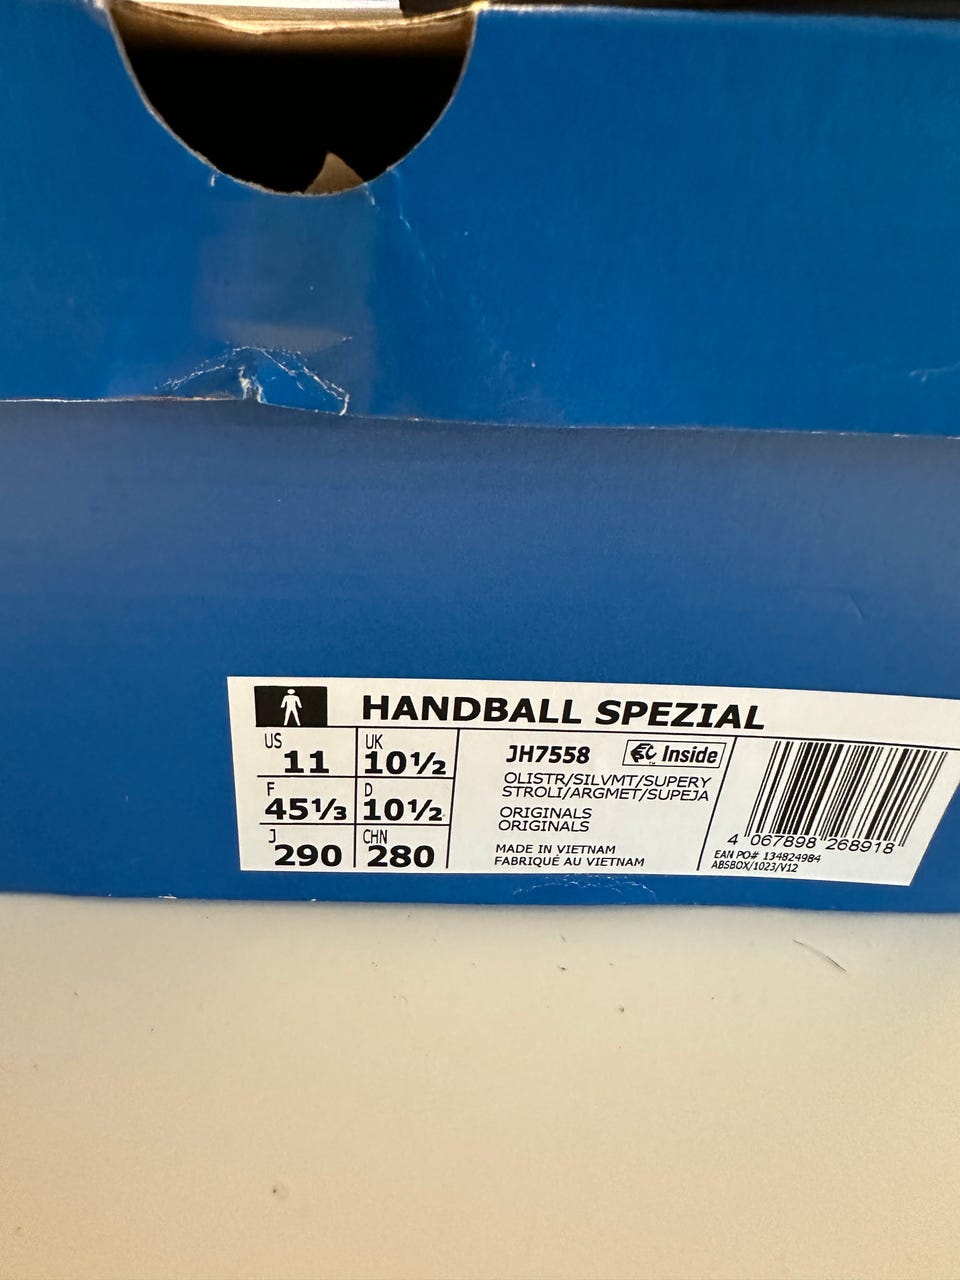 HANDBALL SPEZIAL
US
11
UK
10½
F
45⅓
D
10½
J
290
CHN
280
JH7558
Inside
OLISTR/SILVMT/SUPERY
STROLI/ARGMET/SUPEJA
ORIGINALS
ORIGINALS
MADE IN VIETNAM
FABRIQUÉ AU VIETNAM
4 067898 268918
EAN PO# 134824984
ABSBOX/1023/V12